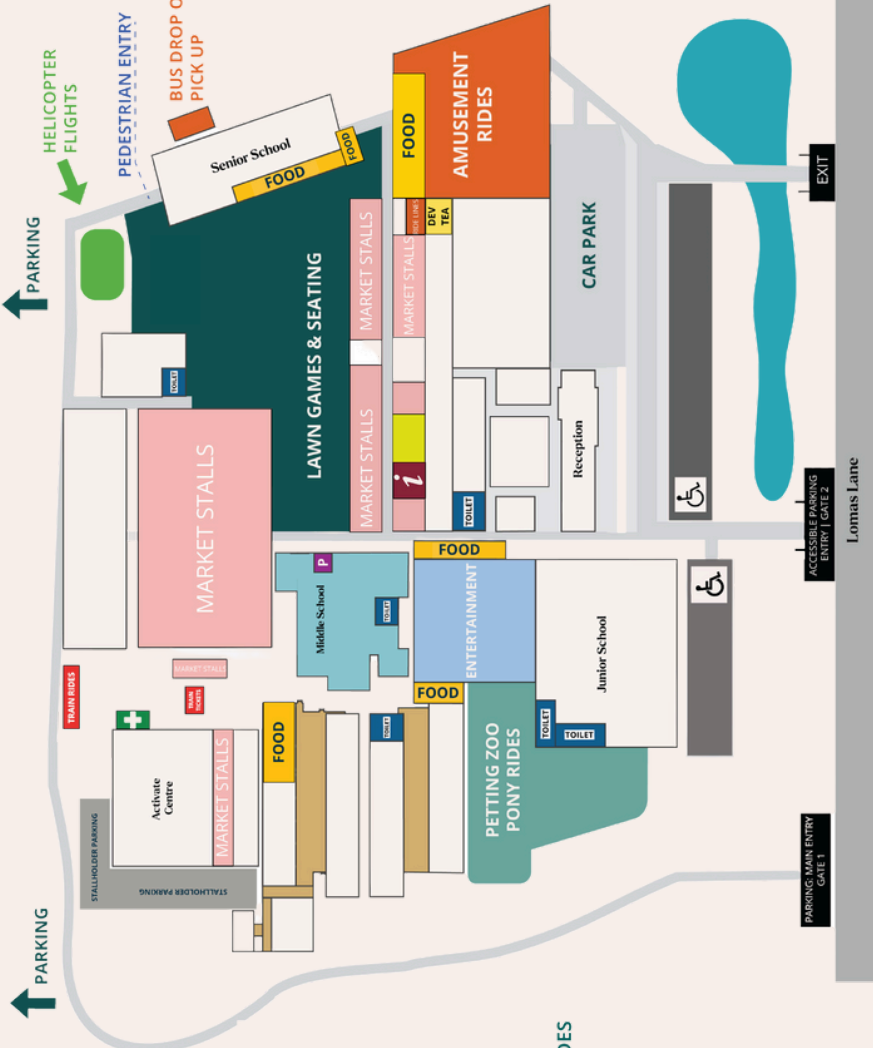 HELICOPTER
FLIGHTS
PEDESTRIAN ENTRY
BUS DROP O
PICK UP
PARKING
Senior School
FOOD
FOOD
FOOD
AMUSEMENT
RIDES
EXIT
MARKET STALLS
MARKET STALLS
RIDE LINES
DEV
TEA
CAR PARK
LAWN GAMES & SEATING
TOILET
MARKET STALLS
MARKET STALLS
i
TOILET
Reception
ACCESSIBLE PARKING
ENTRY | GATE 2
Lomas Lane
P
Middle School
TOILET
FOOD
ENTERTAINMENT
Junior School
TRAIN RIDES
MARKET STALLS
TRAIN
TICKETS
FOOD
FOOD
TOILET
TOILET
TOILET
PETTING ZOO
PONY RIDES
Activate
Centre
MARKET STALLS
STALLHOLDER PARKING
STALLHOLDER PARKING
PARKING: MAIN ENTRY
GATE 1
PARKING
DES